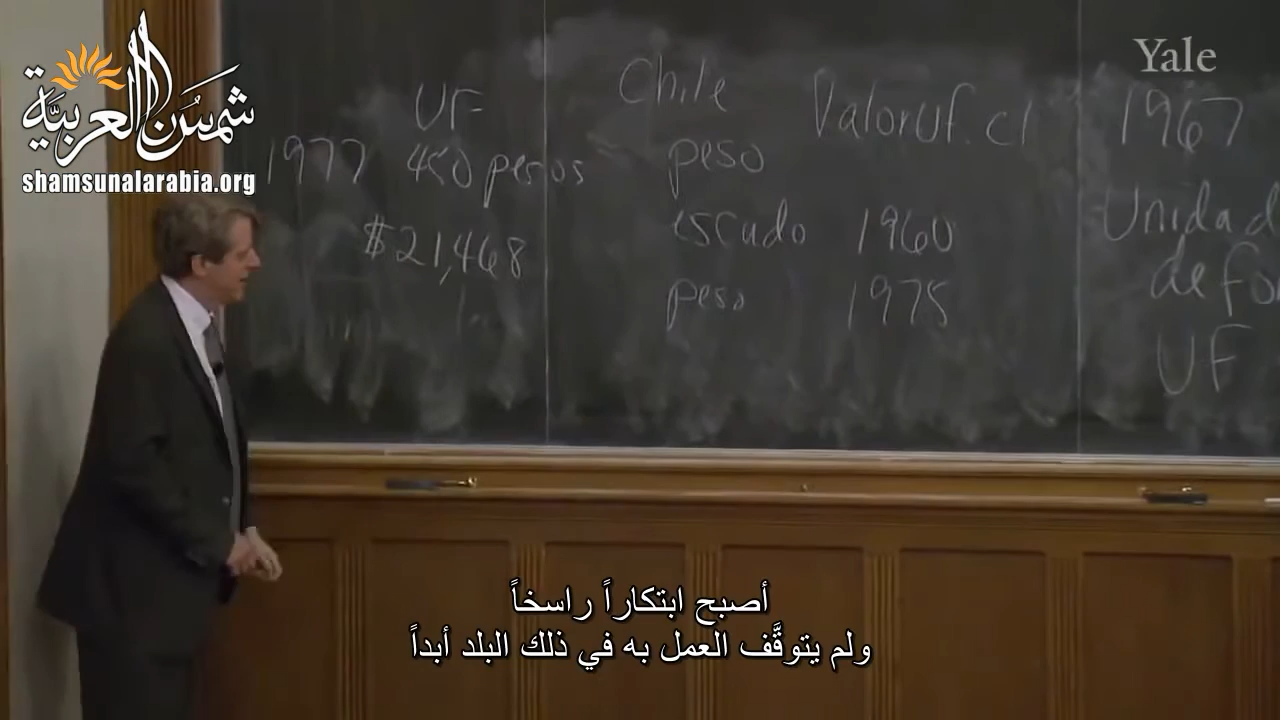 شمسُ العربيّة
shamsunalarabia.org
Yale
UF
1977 450 pesos
$21,468
Chile
peso
escudo 1960
peso 1975
Valoruf.cl
1967
Unidad
de fo
UF
أصبح ابتكاراً راسخاً
ولم يتوقَّف العمل به في ذلك البلد أبداً